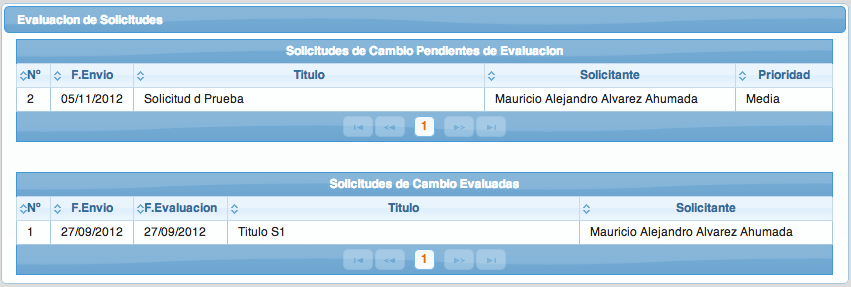 Evaluacion de Solicitudes
Solicitudes de Cambio Pendientes de Evaluacion
Nº F.Envio Titulo Solicitante Prioridad
2 05/11/2012 Solicitud d Prueba Mauricio Alejandro Alvarez Ahumada Media
1
Solicitudes de Cambio Evaluadas
Nº F.Envio F.Evaluacion Titulo Solicitante
1 27/09/2012 27/09/2012 Titulo S1 Mauricio Alejandro Alvarez Ahumada
1